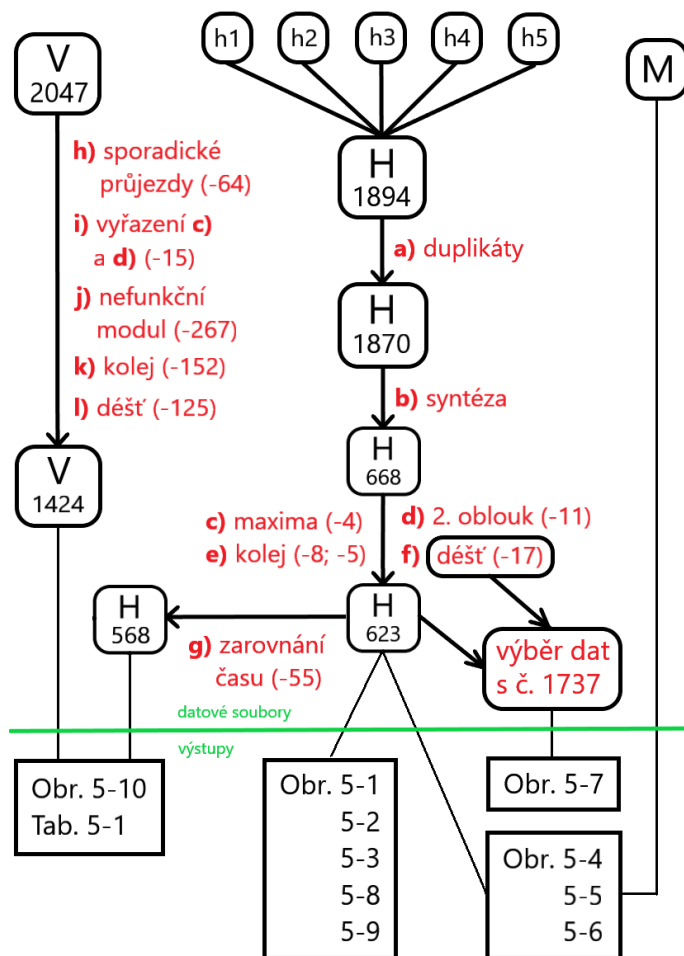 h1 h2 h3 h4 h5
V
2047
M
H
1894
h) sporadické
průjezdy (-64)
i) vyřazení c)
a d) (-15)
j) nefunkční
modul (-267)
k) kolej (-152)
l) déšť (-125)
a) duplikáty
H
1870
b) syntéza
H
668
V
1424
c) maxima (-4)
e) kolej (-8; -5)
d) 2. oblouk (-11)
f) déšť (-17)
H
568
g) zarovnání
času (-55)
H
623
výběr dat
s č. 1737
datové soubory
výstupy
Obr. 5-10
Tab. 5-1
Obr. 5-1
5-2
5-3
5-8
5-9
Obr. 5-7
Obr. 5-4
5-5
5-6